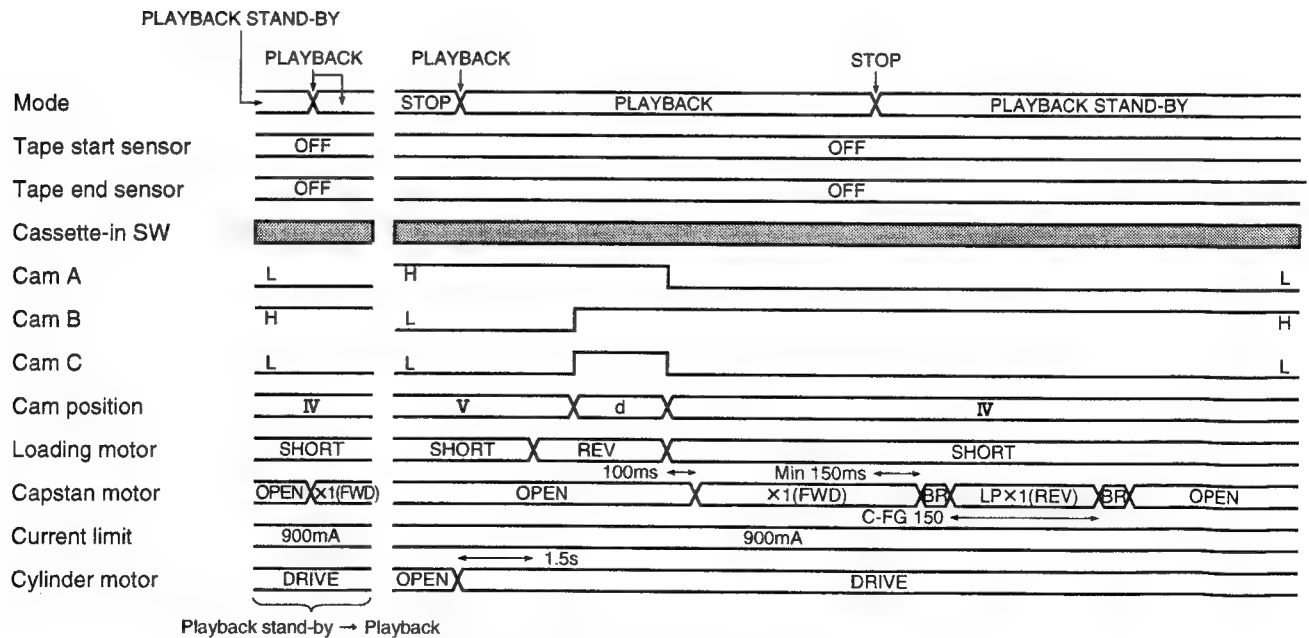 PLAYBACK STAND-BY
PLAYBACK PLAYBACK STOP
Mode STOP PLAYBACK PLAYBACK STAND-BY
Tape start sensor OFF OFF
Tape end sensor OFF OFF
Cassette-in SW
Cam A L H L
Cam B H L H
Cam C L L L
Cam position Ⅳ Ⅴ d Ⅳ
Loading motor SHORT SHORT REV SHORT
100ms Min 150ms
Capstan motor OPEN ×1(FWD) OPEN ×1(FWD) BR LP×1(REV) BR OPEN
C-FG 150
Current limit 900mA 900mA
1.5s
Cylinder motor DRIVE OPEN DRIVE
Playback stand-by → Playback